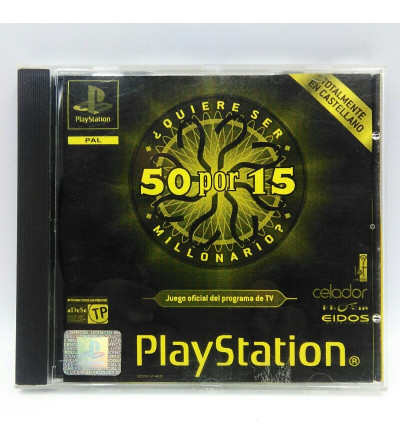 PlayStation
PAL
TOTALMENTE
EN CASTELLANO
¿QUIERE SER
50 por 15
MILLONARIO?
Juego oficial del programa de TV
celador
EIDOS
aDeSe
TP
PlayStation®